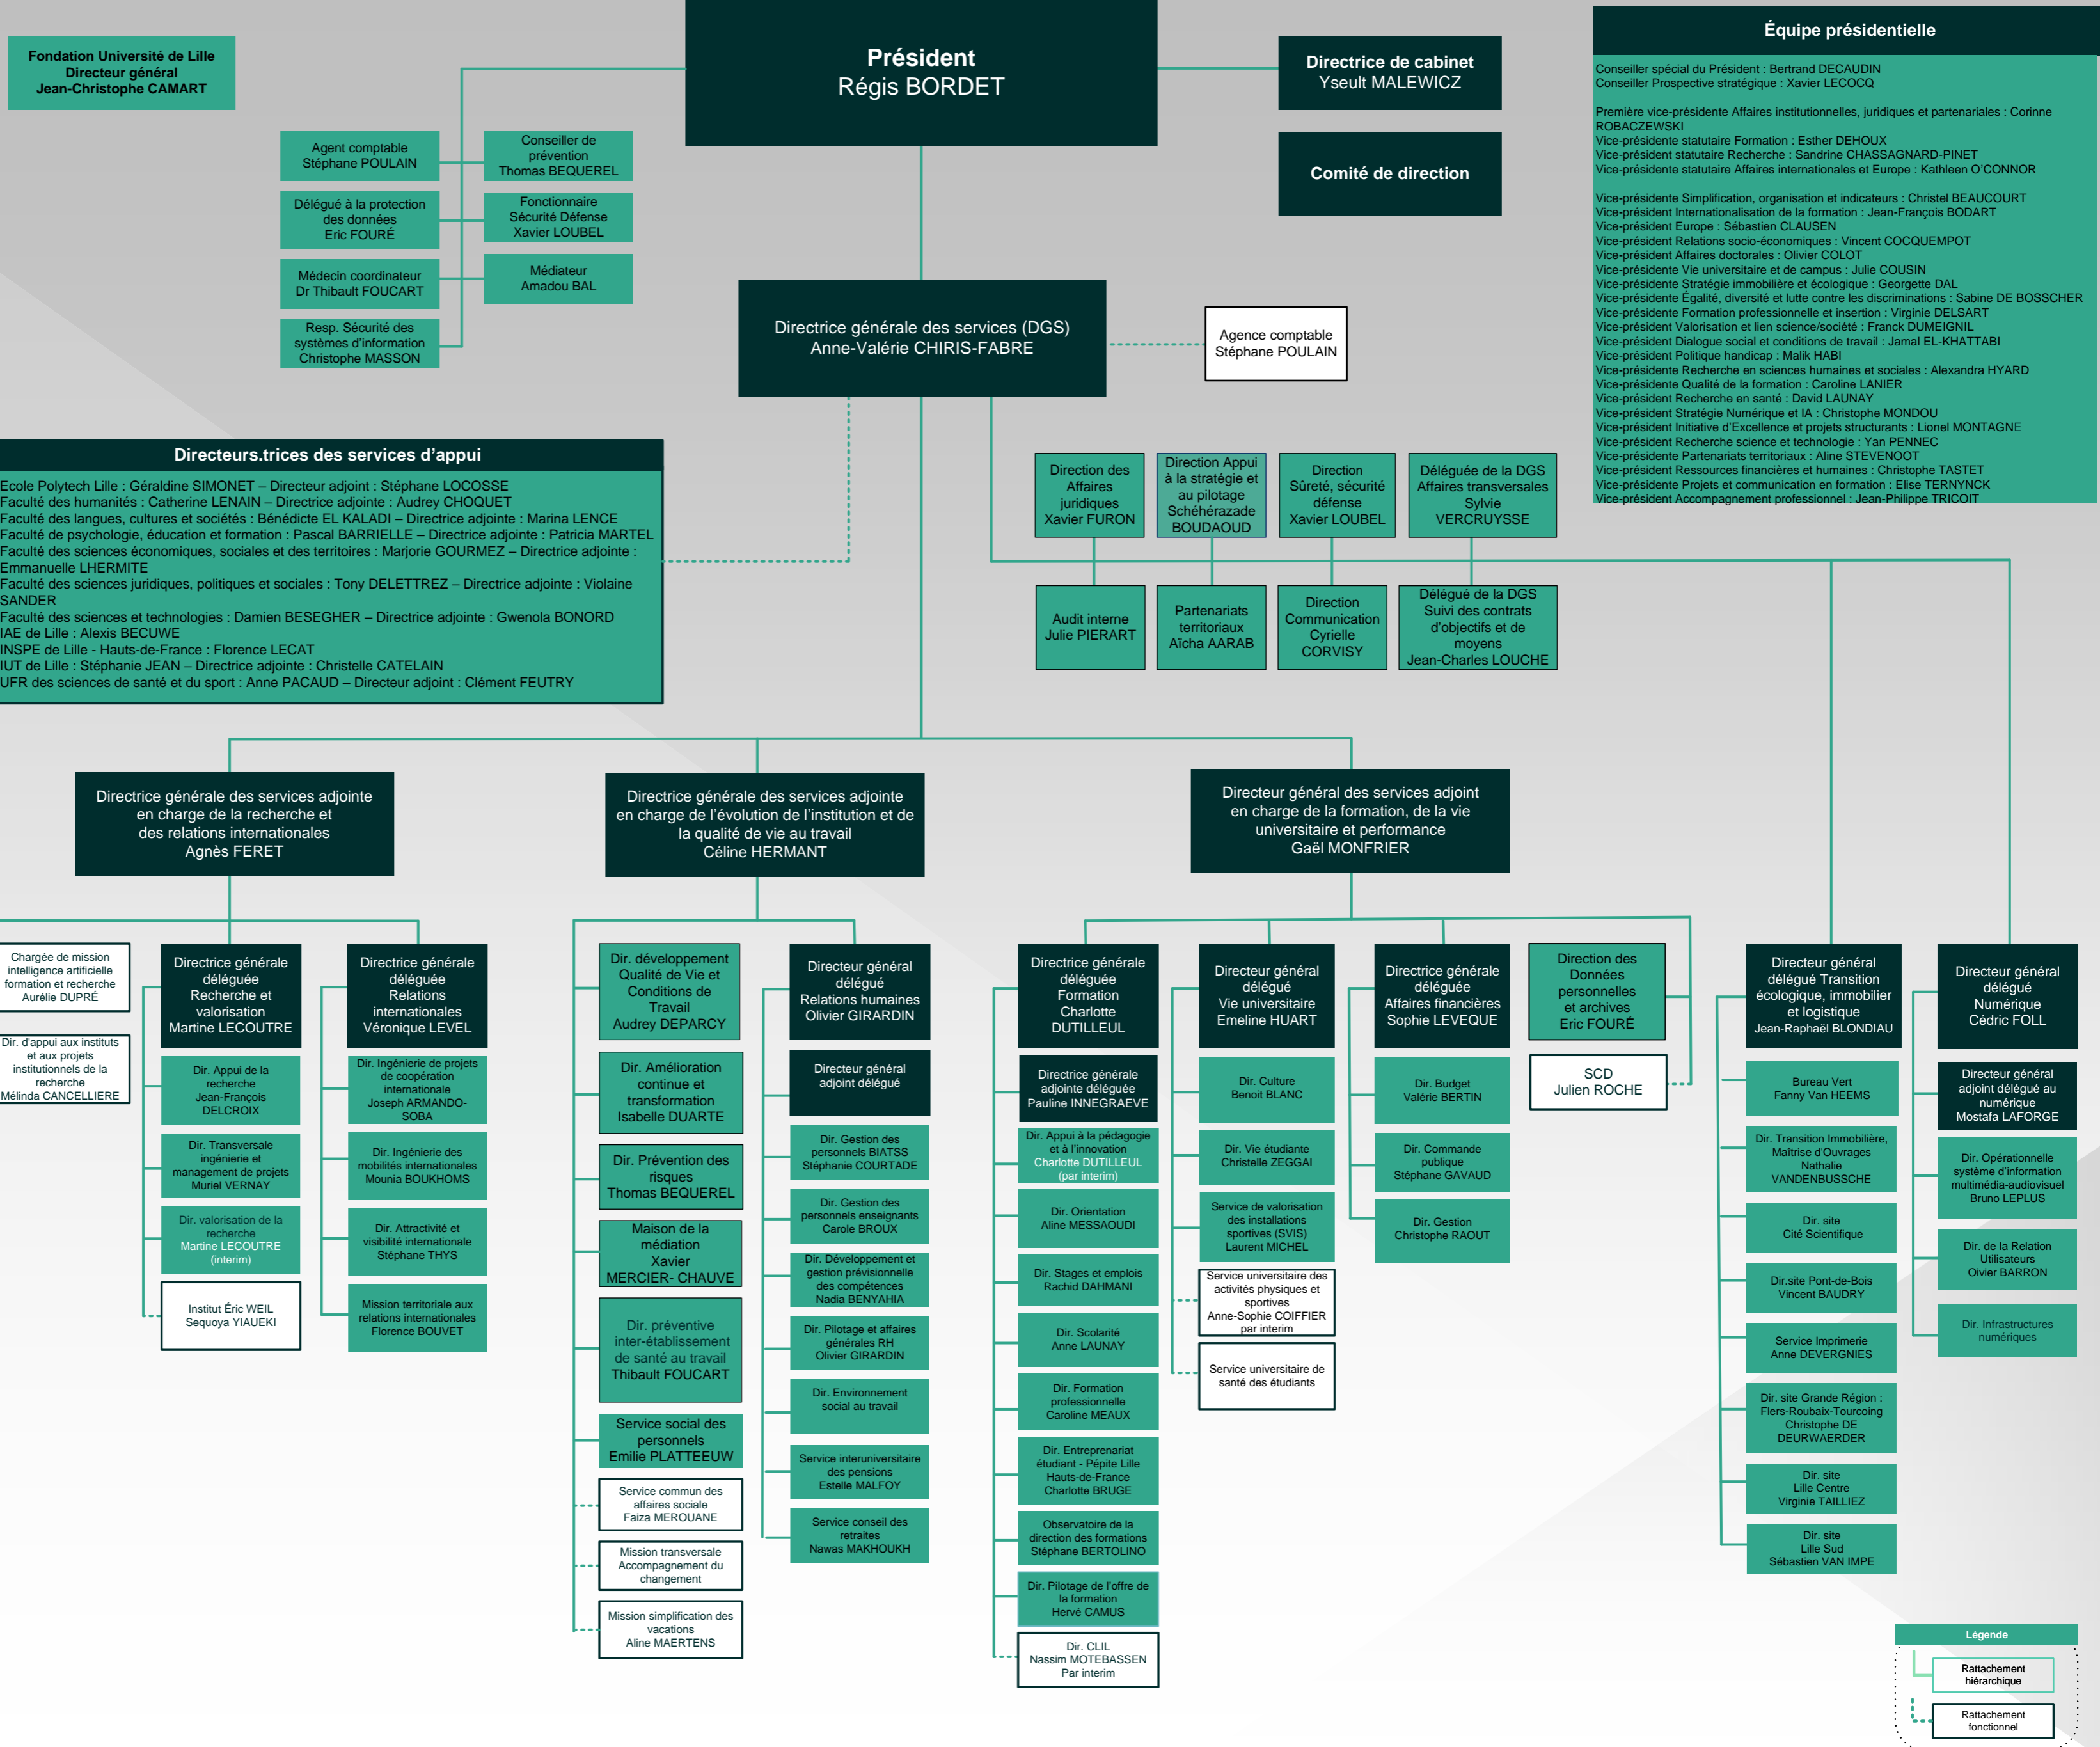 Fondation Université de Lille
Directeur général
Jean-Christophe CAMART
Président
Régis BORDET
Directrice de cabinet
Yseult MALEWICZ
Comité de direction
Agent comptable
Stéphane POULAIN
Conseiller de
prévention
Thomas BEQUEREL
Délégué à la protection
des données
Eric FOURÉ
Fonctionnaire
Sécurité Défense
Xavier LOUBEL
Médecin coordinateur
Dr Thibault FOUCART
Médiateur
Amadou BAL
Resp. Sécurité des
systèmes d'information
Christophe MASSON
Équipe présidentielle
Conseiller spécial du Président : Bertrand DECAUDIN
Conseiller Prospective stratégique : Xavier LECOCQ
Première vice-présidente Affaires institutionnelles, juridiques et partenariales : Corinne
ROBACZEWSKI
Vice-présidente statutaire Formation : Esther DEHOUX
Vice-président statutaire Recherche : Sandrine CHASSAGNARD-PINET
Vice-présidente statutaire Affaires internationales et Europe : Kathleen O'CONNOR
Vice-présidente Simplification, organisation et indicateurs : Christel BEAUCOURT
Vice-président Internationalisation de la formation : Jean-François BODART
Vice-président Europe : Sébastien CLAUSEN
Vice-président Relations socio-économiques : Vincent COCQUEMPOT
Vice-président Affaires doctorales : Olivier COLOT
Vice-présidente Vie universitaire et de campus : Julie COUSIN
Vice-présidente Stratégie immobilière et écologique : Georgette DAL
Vice-présidente Égalité, diversité et lutte contre les discriminations : Sabine DE BOSSCHER
Vice-présidente Formation professionnelle et insertion : Virginie DELSART
Vice-président Valorisation et lien science/société : Franck DUMEIGNIL
Vice-président Dialogue social et conditions de travail : Jamal EL-KHATTABI
Vice-président Politique handicap : Malik HABI
Vice-présidente Recherche en sciences humaines et sociales : Alexandra HYARD
Vice-présidente Qualité de la formation : Caroline LANIER
Vice-président Recherche en santé : David LAUNAY
Vice-président Stratégie Numérique et IA : Christophe MONDOU
Vice-président Initiative d'Excellence et projets structurants : Lionel MONTAGNE
Vice-président Recherche science et technologie : Yan PENNEC
Vice-présidente Partenariats territoriaux : Aline STEVENOOT
Vice-président Ressources financières et humaines : Christophe TASTET
Vice-présidente Projets et communication en formation : Elise TERNYNCK
Vice-président Accompagnement professionnel : Jean-Philippe TRICOIT
Directrice générale des services (DGS)
Anne-Valérie CHIRIS-FABRE
Agence comptable
Stéphane POULAIN
Directeurs.trices des services d'appui
Ecole Polytech Lille : Géraldine SIMONET – Directeur adjoint : Stéphane LOCOSSE
Faculté des humanités : Catherine LENAIN – Directrice adjointe : Audrey CHOQUET
Faculté des langues, cultures et sociétés : Bénédicte EL KALADI – Directrice adjointe : Marina LENCE
Faculté de psychologie, éducation et formation : Pascal BARRIELLE – Directrice adjointe : Patricia MARTEL
Faculté des sciences économiques, sociales et des territoires : Marjorie GOURMEZ – Directrice adjointe :
Emmanuelle LHERMITE
Faculté des sciences juridiques, politiques et sociales : Tony DELETTREZ – Directrice adjointe : Violaine
SANDER
Faculté des sciences et technologies : Damien BESEGHER – Directrice adjointe : Gwenola BONORD
IAE de Lille : Alexis BECUWE
INSPE de Lille - Hauts-de-France : Florence LECAT
IUT de Lille : Stéphanie JEAN – Directrice adjointe : Christelle CATELAIN
UFR des sciences de santé et du sport : Anne PACAUD – Directeur adjoint : Clément FEUTRY
Direction des
Affaires
juridiques
Xavier FURON
Direction Appui
à la stratégie et
au pilotage
Schéhérazade
BOUDAOUD
Direction
Sûreté, sécurité
défense
Xavier LOUBEL
Déléguée de la DGS
Affaires transversales
Sylvie
VERCRUYSSE
Audit interne
Julie PIERART
Partenariats
territoriaux
Aïcha AARAB
Direction
Communication
Cyrielle
CORVISY
Délégué de la DGS
Suivi des contrats
d'objectifs et de
moyens
Jean-Charles LOUCHE
Directrice générale des services adjointe
en charge de la recherche et
des relations internationales
Agnès FERET
Directrice générale des services adjointe
en charge de l'évolution de l'institution et de
la qualité de vie au travail
Céline HERMANT
Directeur général des services adjoint
en charge de la formation, de la vie
universitaire et performance
Gaël MONFRIER
Chargée de mission
intelligence artificielle
formation et recherche
Aurélie DUPRÉ
Dir. d'appui aux instituts
et aux projets
institutionnels de la
recherche
Mélinda CANCELLIERE
Directrice générale
déléguée
Recherche et
valorisation
Martine LECOUTRE
Dir. Appui de la
recherche
Jean-François
DELCROIX
Dir. Transversale
ingénierie et
management de projets
Muriel VERNAY
Dir. valorisation de la
recherche
Martine LECOUTRE
(interim)
Institut Éric WEIL
Sequoya YIAUEKI
Directrice générale
déléguée
Relations
internationales
Véronique LEVEL
Dir. Ingénierie de projets
de coopération
internationale
Joseph ARMANDO-
SOBA
Dir. Ingénierie des
mobilités internationales
Mounia BOUKHOMS
Dir. Attractivité et
visibilité internationale
Stéphane THYS
Mission territoriale aux
relations internationales
Florence BOUVET
Dir. développement
Qualité de Vie et
Conditions de
Travail
Audrey DEPARCY
Dir. Amélioration
continue et
transformation
Isabelle DUARTE
Dir. Prévention des
risques
Thomas BEQUEREL
Maison de la
médiation
Xavier
MERCIER- CHAUVE
Dir. préventive
inter-établissement
de santé au travail
Thibault FOUCART
Service social des
personnels
Emilie PLATTEEUW
Service commun des
affaires sociale
Faiza MEROUANE
Mission transversale
Accompagnement du
changement
Mission simplification des
vacations
Aline MAERTENS
Directeur général
délégué
Relations humaines
Olivier GIRARDIN
Directeur général
adjoint délégué
Dir. Gestion des
personnels BIATSS
Stéphanie COURTADE
Dir. Gestion des
personnels enseignants
Carole BROUX
Dir. Développement et
gestion prévisionnelle
des compétences
Nadia BENYAHIA
Dir. Pilotage et affaires
générales RH
Olivier GIRARDIN
Dir. Environnement
social au travail
Service interuniversitaire
des pensions
Estelle MALFOY
Service conseil des
retraites
Nawas MAKHOUKH
Directrice générale
déléguée
Formation
Charlotte
DUTILLEUL
Directrice générale
adjointe déléguée
Pauline INNEGRAEVE
Dir. Appui à la pédagogie
et à l'innovation
Charlotte DUTILLEUL
(par interim)
Dir. Orientation
Aline MESSAOUDI
Dir. Stages et emplois
Rachid DAHMANI
Dir. Scolarité
Anne LAUNAY
Dir. Formation
professionnelle
Caroline MEAUX
Dir. Entreprenariat
étudiant - Pépite Lille
Hauts-de-France
Charlotte BRUGE
Observatoire de la
direction des formations
Stéphane BERTOLINO
Dir. Pilotage de l'offre de
la formation
Hervé CAMUS
Dir. CLIL
Nassim MOTEBASSEN
Par interim
Directeur général
délégué
Vie universitaire
Emeline HUART
Dir. Culture
Benoit BLANC
Dir. Vie étudiante
Christelle ZEGGAI
Service de valorisation
des installations
sportives (SVIS)
Laurent MICHEL
Service universitaire des
activités physiques et
sportives
Anne-Sophie COIFFIER
par interim
Service universitaire de
santé des étudiants
Directrice générale
déléguée
Affaires financières
Sophie LEVEQUE
Dir. Budget
Valérie BERTIN
Dir. Commande
publique
Stéphane GAVAUD
Dir. Gestion
Christophe RAOUT
Direction des
Données
personnelles
et archives
Eric FOURÉ
SCD
Julien ROCHE
Directeur général
délégué Transition
écologique, immobilier
et logistique
Jean-Raphaël BLONDIAU
Bureau Vert
Fanny Van HEEMS
Dir. Transition Immobilière,
Maîtrise d'Ouvrages
Nathalie
VANDENBUSSCHE
Dir. site
Cité Scientifique
Dir.site Pont-de-Bois
Vincent BAUDRY
Service Imprimerie
Anne DEVERGNIES
Dir. site Grande Région :
Flers-Roubaix-Tourcoing
Christophe DE
DEURWAERDER
Dir. site
Lille Centre
Virginie TAILLIEZ
Dir. site
Lille Sud
Sébastien VAN IMPE
Directeur général
délégué
Numérique
Cédric FOLL
Directeur général
adjoint délégué au
numérique
Mostafa LAFORGE
Dir. Opérationnelle
système d'information
multimédia-audiovisuel
Bruno LEPLUS
Dir. de la Relation
Utilisateurs
Oivier BARRON
Dir. Infrastructures
numériques
Légende
Rattachement
hiérarchique
Rattachement
fonctionnel